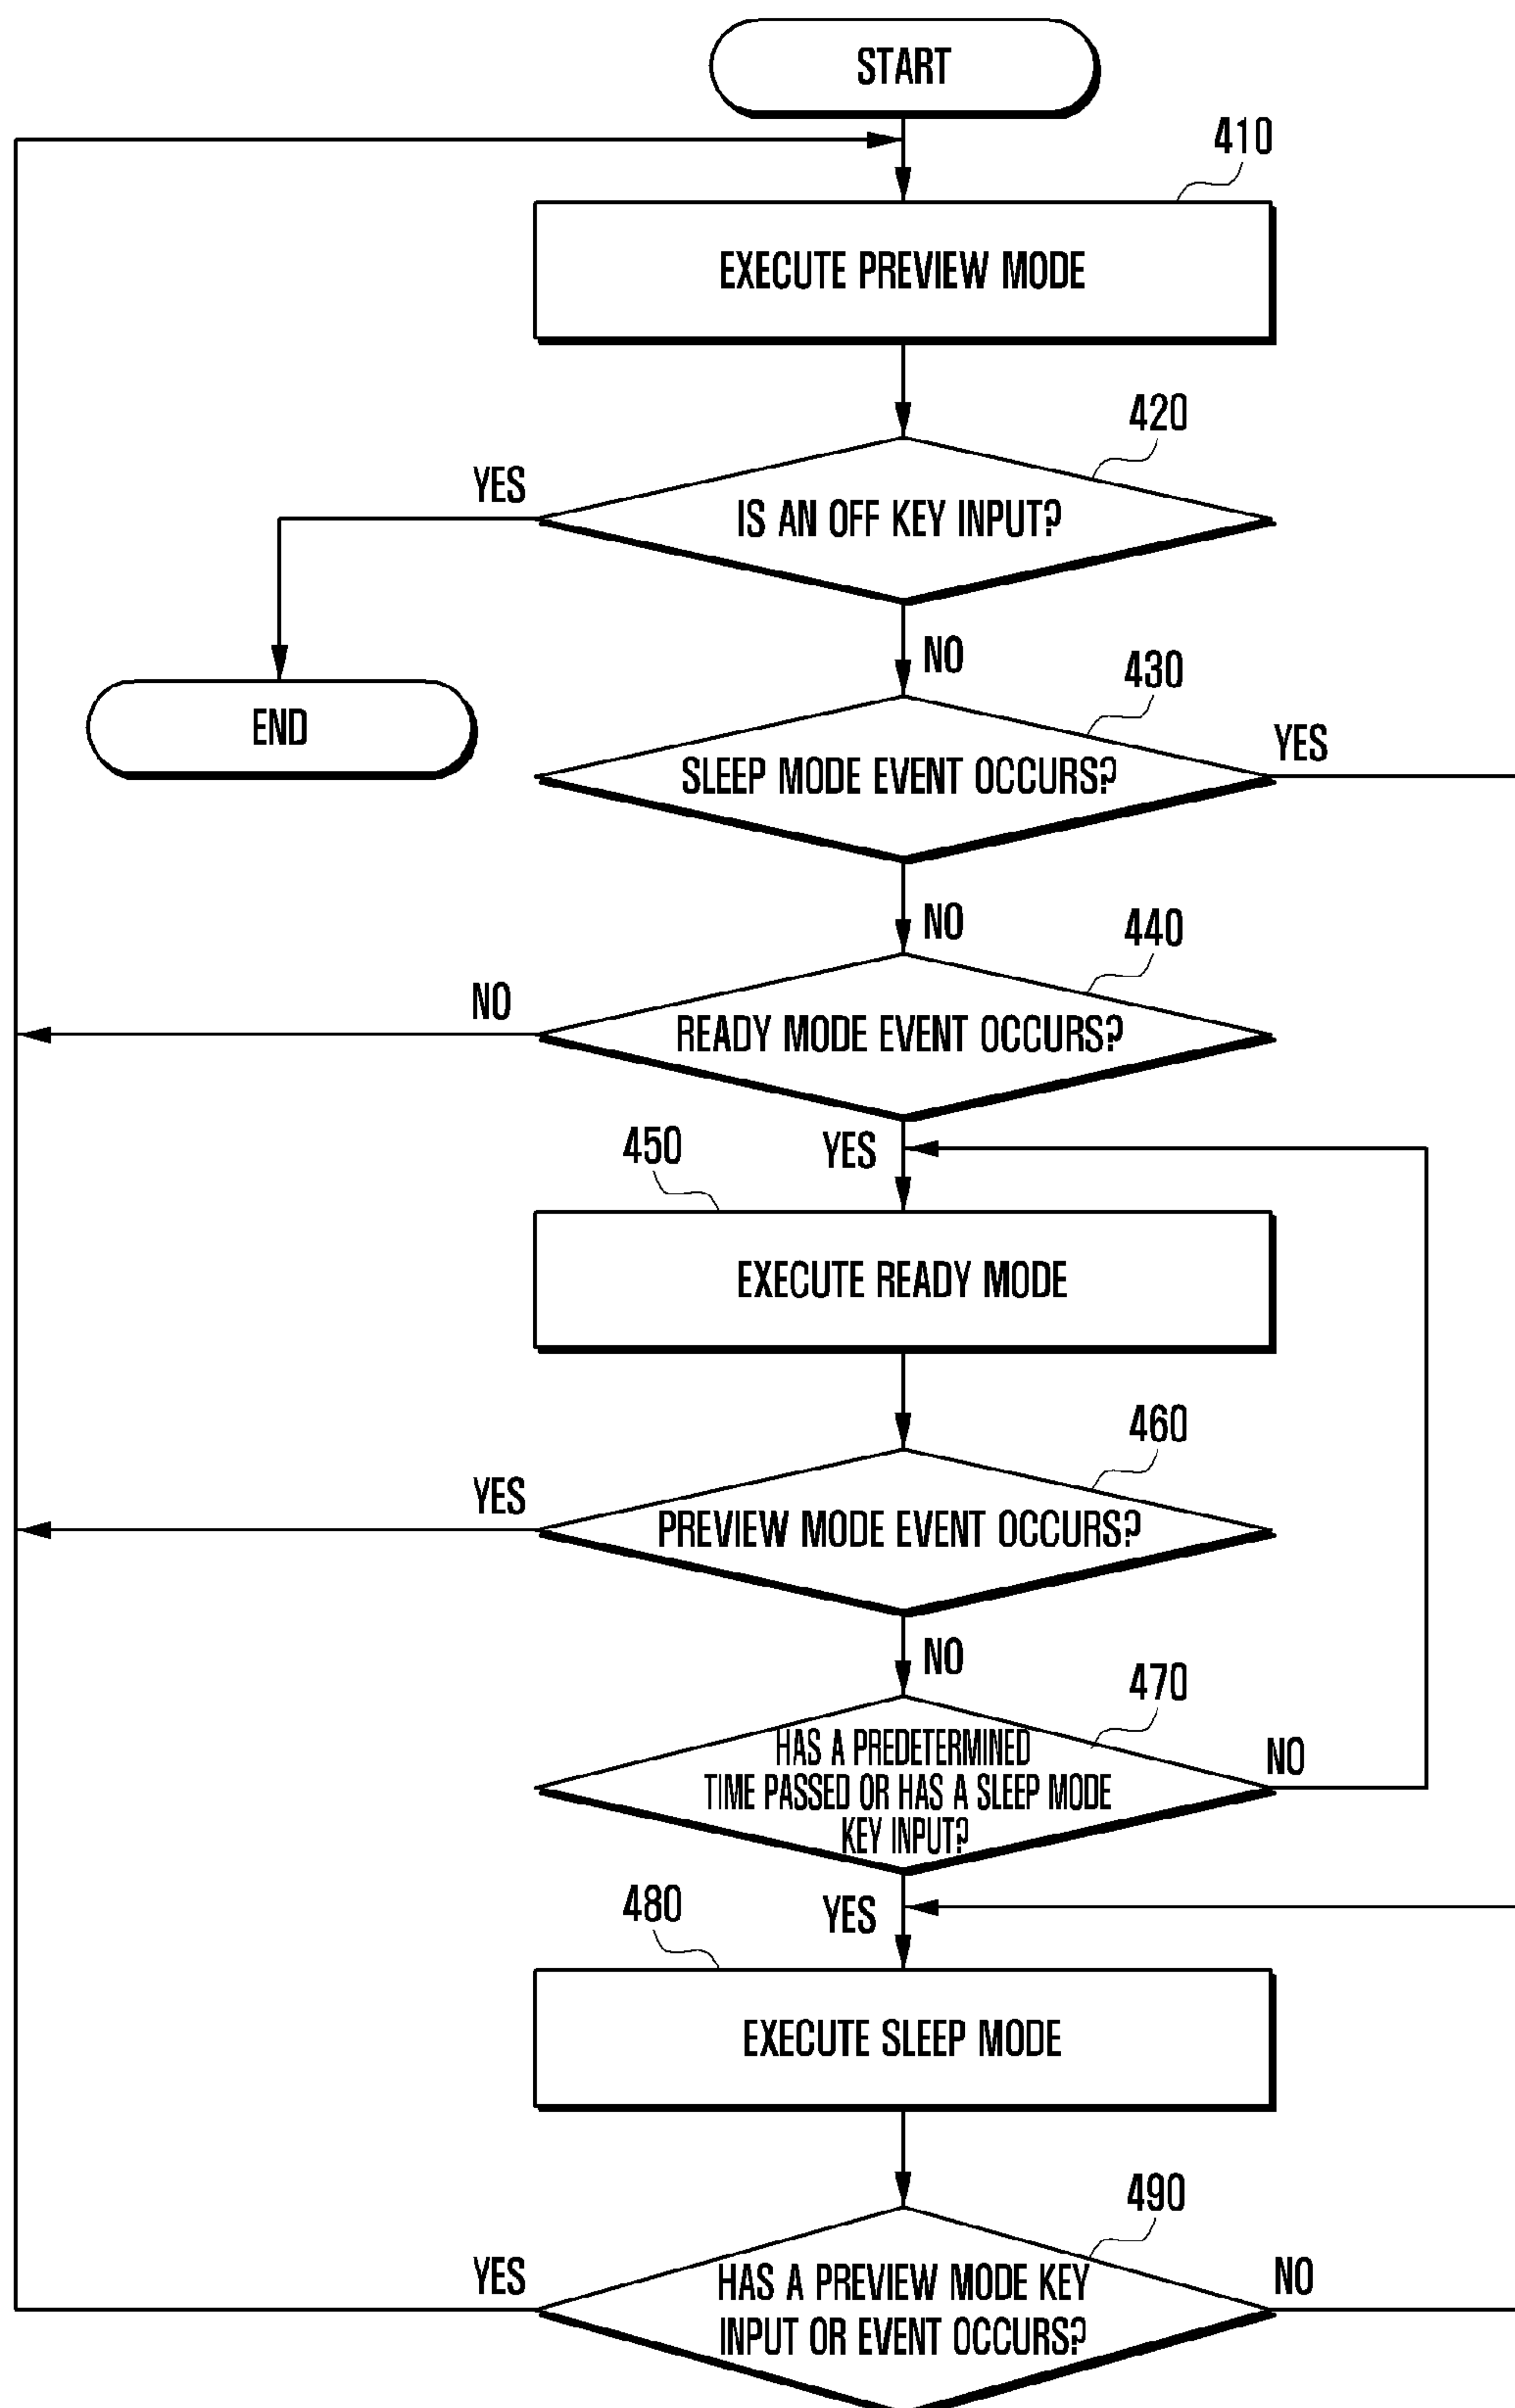 START
410
EXECUTE PREVIEW MODE
420
YES
IS AN OFF KEY INPUT?
NO
430
END
YES
SLEEP MODE EVENT OCCURS?
NO
440
NO
READY MODE EVENT OCCURS?
450
YES
EXECUTE READY MODE
460
YES
PREVIEW MODE EVENT OCCURS?
NO
470
HAS A PREDETERMINED
TIME PASSED OR HAS A SLEEP MODE
KEY INPUT?
NO
480
YES
EXECUTE SLEEP MODE
490
YES
HAS A PREVIEW MODE KEY
INPUT OR EVENT OCCURS?
NO